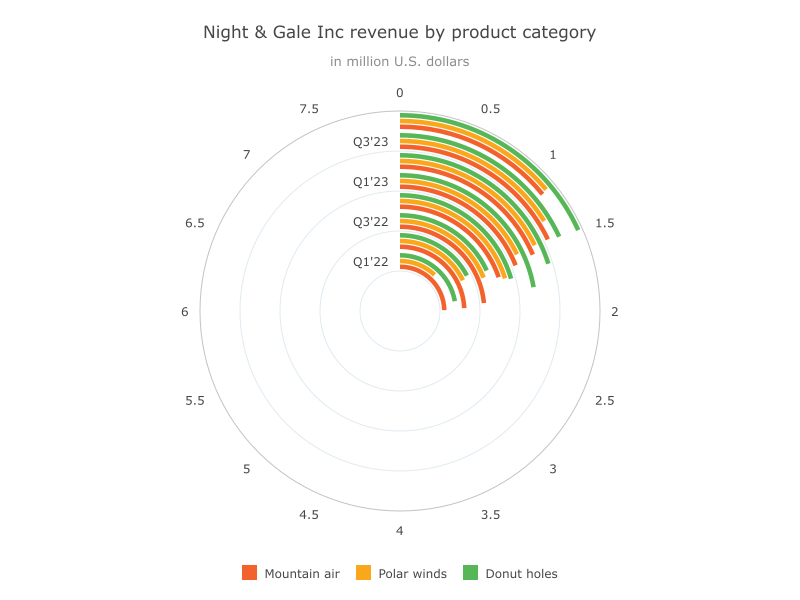 Night & Gale Inc revenue by product category
in million U.S. dollars
0
7.5
0.5
Q3'23
7
1
Q1'23
6.5
Q3'22
1.5
Q1'22
6
2
5.5
2.5
5
3
4.5
3.5
4
Mountain air Polar winds Donut holes